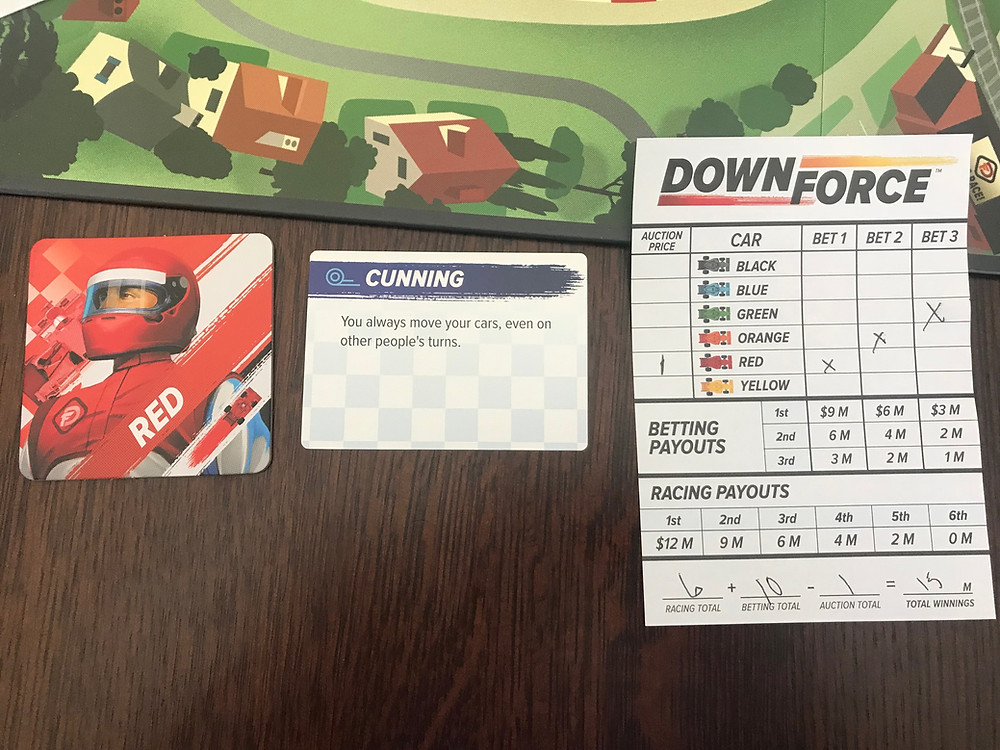 RACE!
RED
CUNNING
You always move your cars, even on
other people's turns.
DOWNFORCE™
AUCTION PRICE CAR BET 1 BET 2 BET 3
BLACK
BLUE
GREEN X
ORANGE X
1 RED X
YELLOW
BETTING PAYOUTS
1st $9 M $6 M $3 M
2nd 6 M 4 M 2 M
3rd 3 M 2 M 1 M
RACING PAYOUTS
1st 2nd 3rd 4th 5th 6th
$12 M 9 M 6 M 4 M 2 M 0 M
6 + 10 - 1 = 15 M
RACING TOTAL BETTING TOTAL AUCTION TOTAL TOTAL WINNINGS